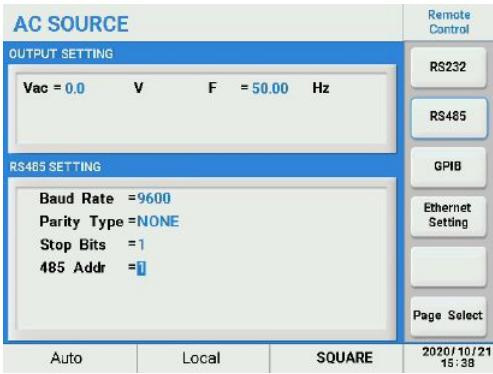 AC SOURCE
Remote
Control
OUTPUT SETTING
Vac = 0.0 V F = 50.00 Hz
RS232
RS485
RS485 SETTING
GPIB
Baud Rate =9600
Parity Type =NONE
Stop Bits =1
485 Addr =1
Ethernet
Setting
Page Select
Auto Local SQUARE
2020/10/21
15:38